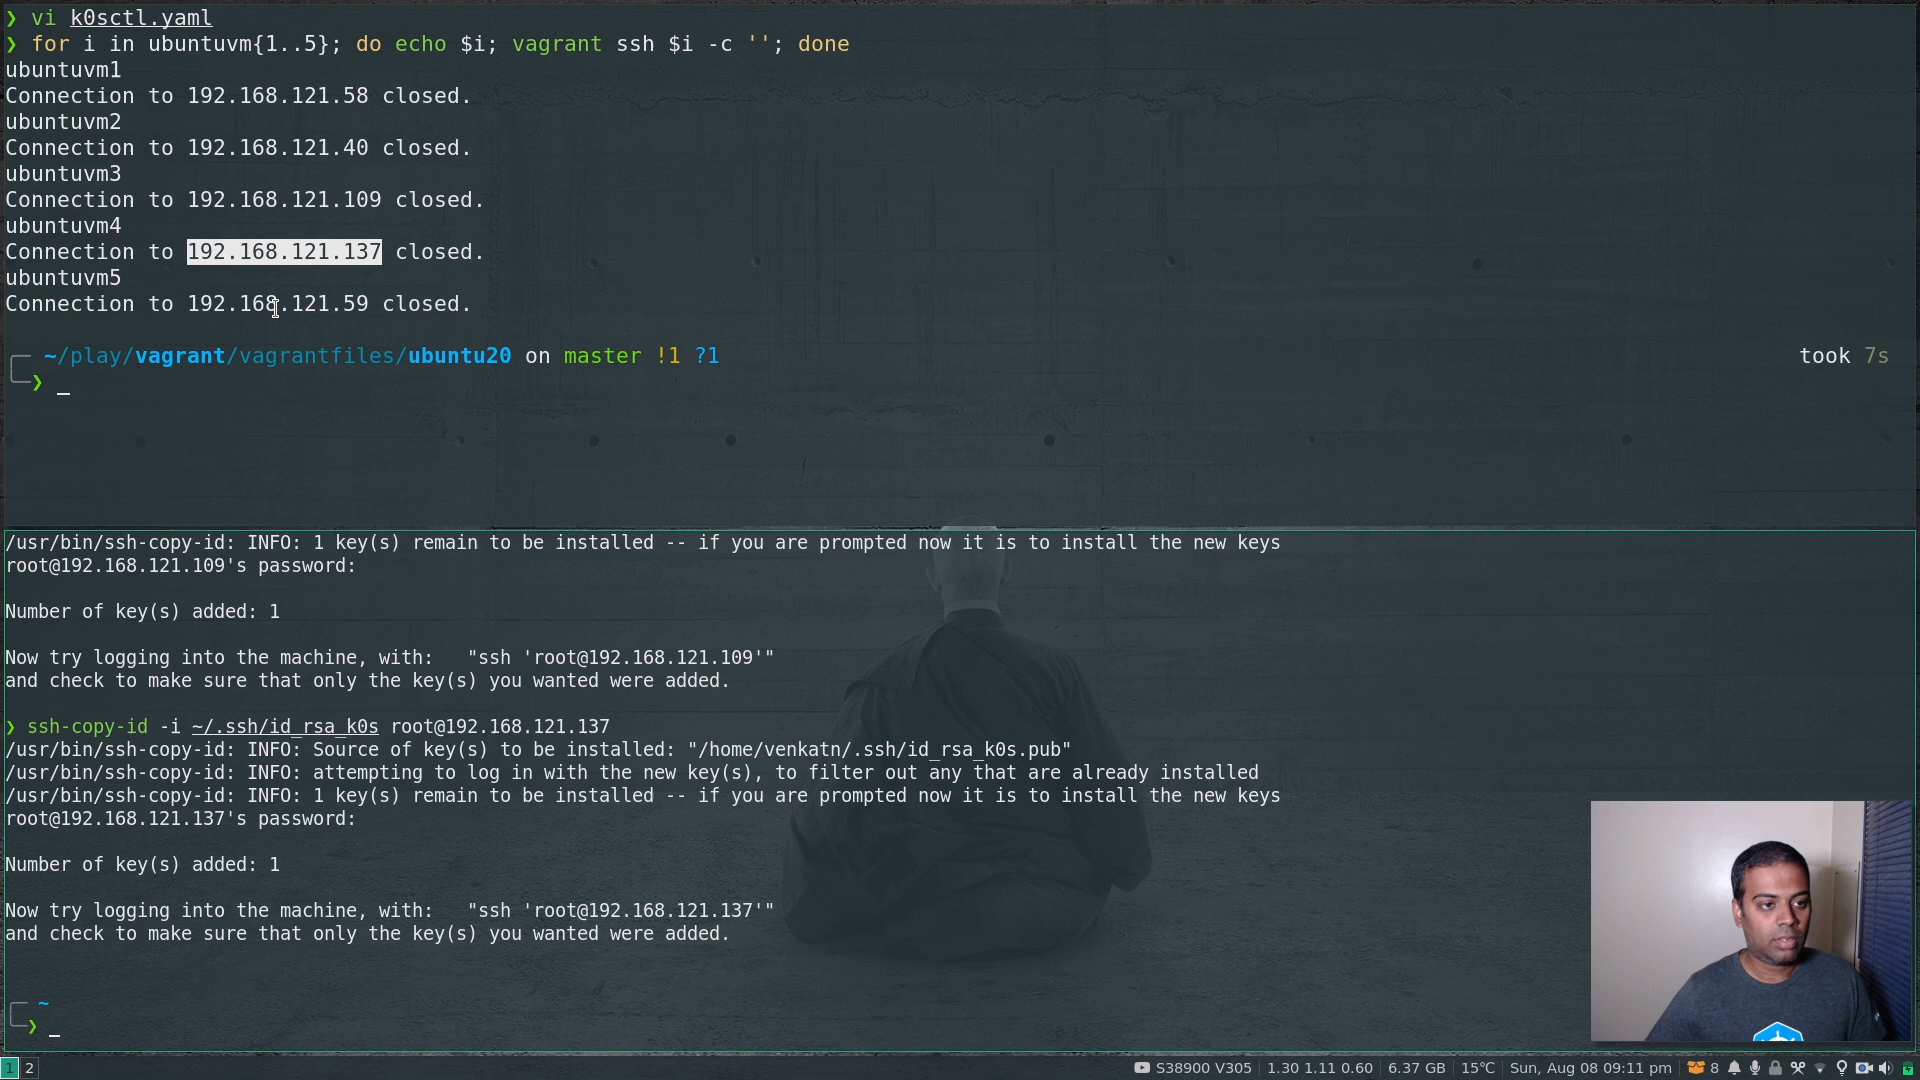 ❯ vi k0sctl.yaml
❯ for i in ubuntuvm{1..5}; do echo $i; vagrant ssh $i -c ''; done
ubuntuvm1
Connection to 192.168.121.58 closed.
ubuntuvm2
Connection to 192.168.121.40 closed.
ubuntuvm3
Connection to 192.168.121.109 closed.
ubuntuvm4
Connection to 192.168.121.137 closed.
ubuntuvm5
Connection to 192.168.121.59 closed.
~/play/vagrant/vagrantfiles/ubuntu20 on master !1 ?1 took 7s
❯ _
/usr/bin/ssh-copy-id: INFO: 1 key(s) remain to be installed -- if you are prompted now it is to install the new keys
root@192.168.121.109's password:
Number of key(s) added: 1
Now try logging into the machine, with:   "ssh 'root@192.168.121.109'"
and check to make sure that only the key(s) you wanted were added.
❯ ssh-copy-id -i ~/.ssh/id_rsa_k0s root@192.168.121.137
/usr/bin/ssh-copy-id: INFO: Source of key(s) to be installed: "/home/venkatn/.ssh/id_rsa_k0s.pub"
/usr/bin/ssh-copy-id: INFO: attempting to log in with the new key(s), to filter out any that are already installed
/usr/bin/ssh-copy-id: INFO: 1 key(s) remain to be installed -- if you are prompted now it is to install the new keys
root@192.168.121.137's password:
Number of key(s) added: 1
Now try logging into the machine, with:   "ssh 'root@192.168.121.137'"
and check to make sure that only the key(s) you wanted were added.
~
❯ _
1 2 S38900 V305 1.30 1.11 0.60 6.37 GB 15℃ Sun, Aug 08 09:11 pm 8